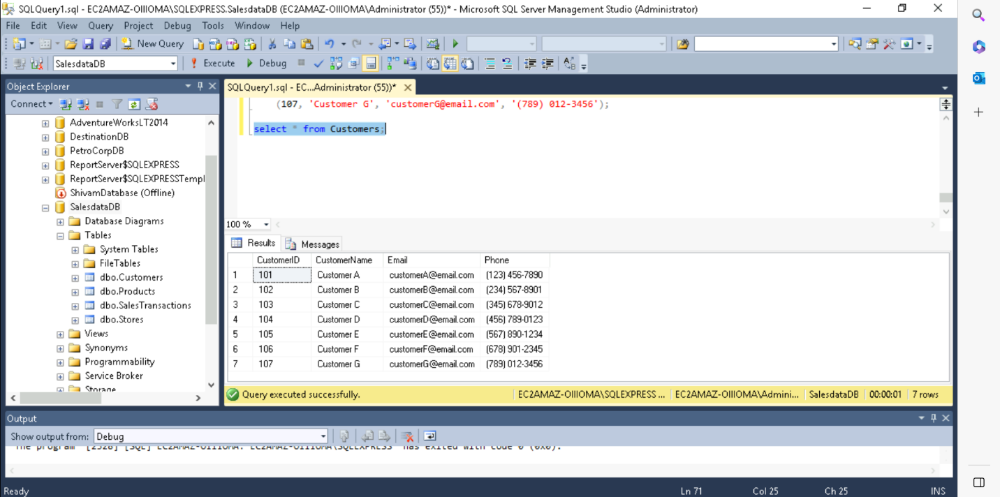 SQLQuery1.sql - EC2AMAZ-OIIIOMA\SQLEXPRESS.SalesdataDB (EC2AMAZ-OIIIOMA\Administrator (55))* - Microsoft SQL Server Management Studio (Administrator)
File Edit View Query Project Debug Tools Window Help
New Query
SalesdataDB Execute Debug
Object Explorer
Connect
AdventureWorksLT2014
DestinationDB
PetroCorpDB
ReportServer$SQLEXPRESS
ReportServer$SQLEXPRESSTempl
ShivamDatabase (Offline)
SalesdataDB
Database Diagrams
Tables
System Tables
FileTables
dbo.Customers
dbo.Products
dbo.SalesTransactions
dbo.Stores
Views
Synonyms
Programmability
Service Broker
Storage
SQLQuery1.sql - EC...Administrator (55))*
(107, 'Customer G', 'customerG@email.com', '(789) 012-3456');
select * from Customers;
100 %
Results Messages
CustomerID CustomerName Email Phone
1 101 Customer A customerA@email.com (123) 456-7890
2 102 Customer B customerB@email.com (234) 567-8901
3 103 Customer C customerC@email.com (345) 678-9012
4 104 Customer D customerD@email.com (456) 789-0123
5 105 Customer E customerE@email.com (567) 890-1234
6 106 Customer F customerF@email.com (678) 901-2345
7 107 Customer G customerG@email.com (789) 012-3456
Query executed successfully. EC2AMAZ-OIIIOMA\SQLEXPRESS ... EC2AMAZ-OIIIOMA\Admini... SalesdataDB 00:00:01 7 rows
Output
Show output from: Debug
The program '[2528] [SQL] EC2AMAZ-OIIIOMA: EC2AMAZ-OIIIOMA\SQLEXPRESS' has exited with code 0 (0x0).
Ready Ln 71 Col 25 Ch 25 INS